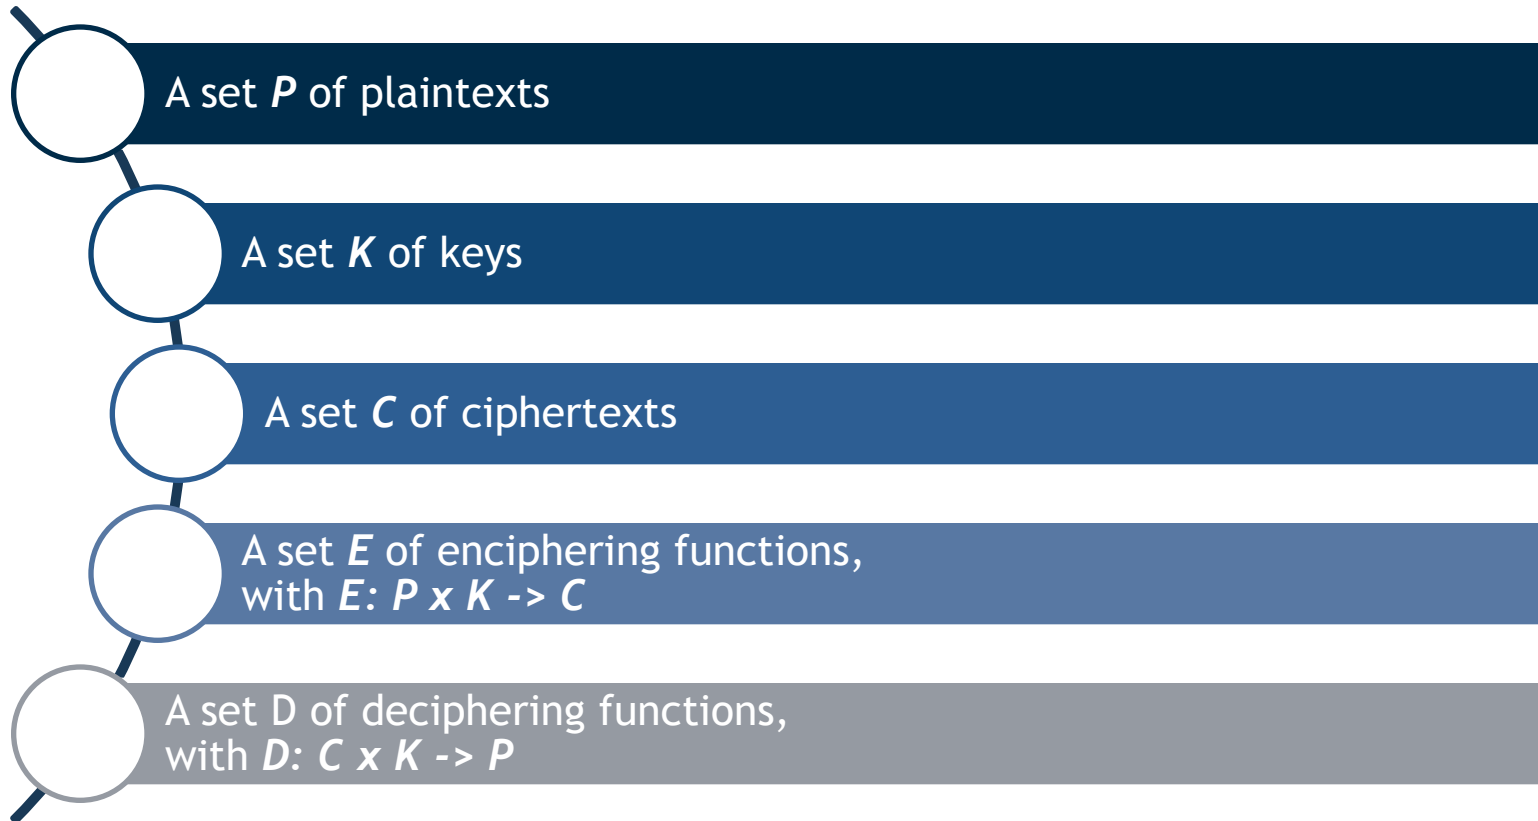 A set P of plaintexts
A set K of keys
A set C of ciphertexts
A set E of enciphering functions,
with E: P x K -> C
A set D of deciphering functions,
with D: C x K -> P